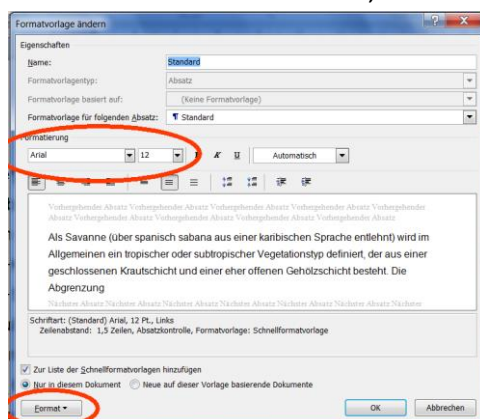 Formatvorlage ändern
Eigenschaften
Name: Standard
Formatvorlagentyp: Absatz
Formatvorlage basiert auf: (Keine Formatvorlage)
Formatvorlage für folgenden Absatz: ¶ Standard
Formatierung
Arial 12 F K U Automatisch
Vorhergehender Absatz Vorhergehender Absatz Vorhergehender Absatz Vorhergehender Absatz Vorhergehender
Absatz Vorhergehender Absatz Vorhergehender Absatz Vorhergehender Absatz Vorhergehender Absatz
Als Savanne (über spanisch sabana aus einer karibischen Sprache entlehnt) wird im
Allgemeinen ein tropischer oder subtropischer Vegetationstyp definiert, der aus einer
geschlossenen Krautschicht und einer eher offenen Gehölzschicht besteht. Die
Abgrenzung
Nächster Absatz Nächster Absatz Nächster Absatz Nächster Absatz Nächster Absatz Nächster Absatz Nächster
Schriftart: (Standard) Arial, 12 Pt., Links
Zeilenabstand: 1,5 Zeilen, Absatzkontrolle, Formatvorlage: Schnellformatvorlage
Zur Liste der Schnellformatvorlagen hinzufügen
Nur in diesem Dokument Neue auf dieser Vorlage basierende Dokumente
Format OK Abbrechen